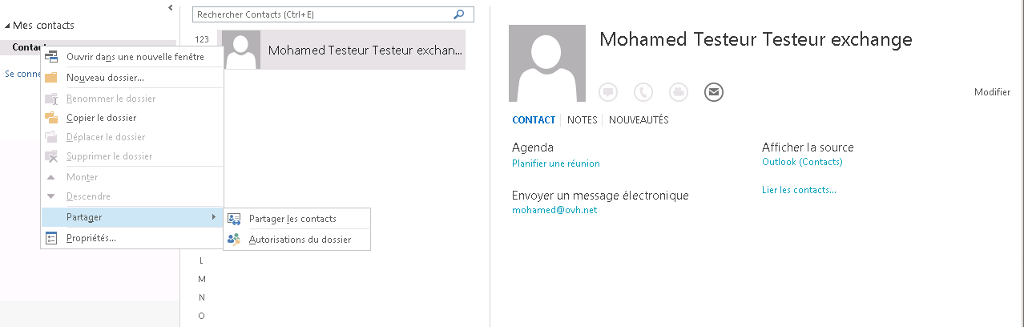 Mes contacts
Contac
Se conne
Ouvrir dans une nouvelle fenêtre
Nouveau dossier...
Renommer le dossier
Copier le dossier
Déplacer le dossier
Supprimer le dossier
Monter
Descendre
Partager
Propriétés...
Partager les contacts
Autorisations du dossier
Rechercher Contacts (Ctrl+E)
123
Mohamed Testeur Testeur exchan...
L
M
N
O
Mohamed Testeur Testeur exchange
Modifier
CONTACT NOTES NOUVEAUTÉS
Agenda
Planifier une réunion
Afficher la source
Outlook (Contacts)
Envoyer un message électronique
mohamed@ovh.net
Lier les contacts...